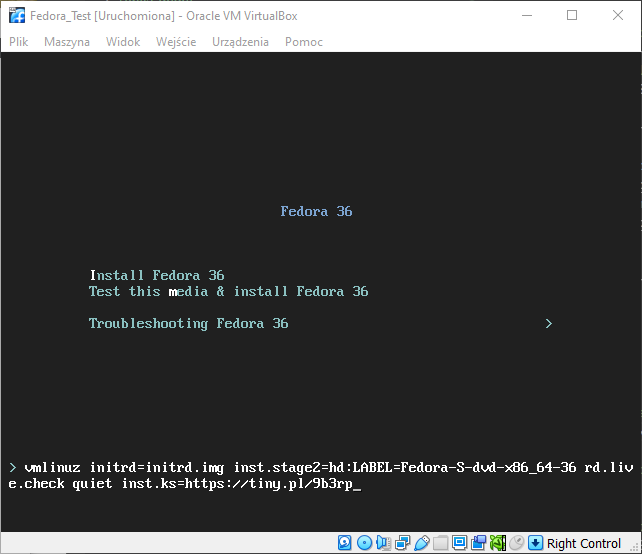 Fedora_Test [Uruchomiona] - Oracle VM VirtualBox
Plik Maszyna Widok Wejście Urządzenia Pomoc
Fedora 36
Install Fedora 36
Test this media & install Fedora 36
Troubleshooting Fedora 36 >
> vmlinuz initrd=initrd.img inst.stage2=hd:LABEL=Fedora-S-dvd-x86_64-36 rd.liv
e.check quiet inst.ks=https://tiny.pl/9b3rp_
Right Control